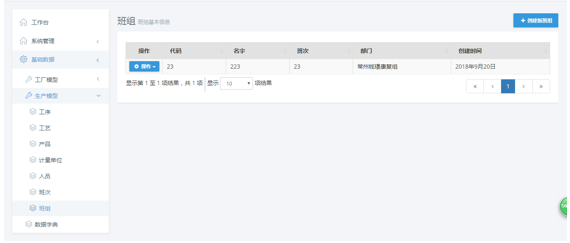 工作台
系统管理
基础数据
工厂模型
生产模型
工序
工艺
产品
计量单位
人员
班次
班组
数据字典
班组 班组基本信息
+ 创建新班组
操作 代码 名字 班次 部门 创建时间
操作 23 223 23 2018年9月20日
显示第 1 至 1 项结果，共 1 项 显示 10 项结果
« ‹ 1 › »